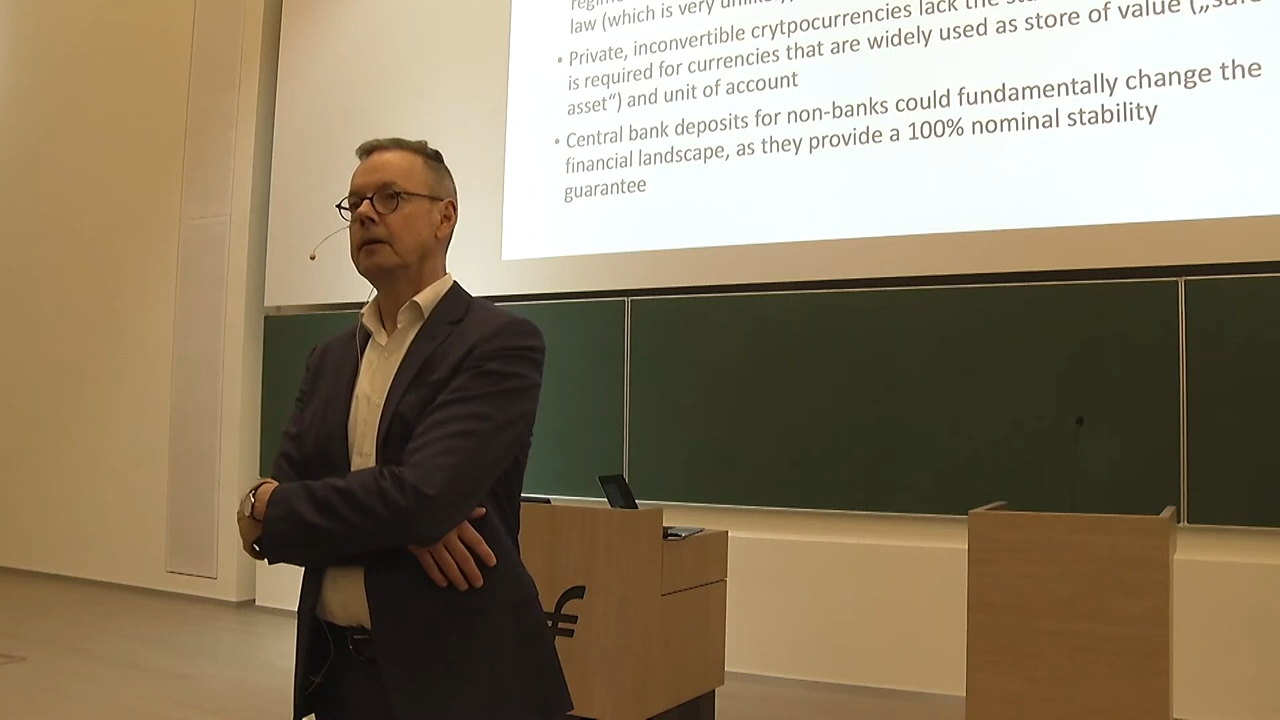 law (which is very unlikely),
• Private, inconvertible crytpocurrencies lack the
is required for currencies that are widely used as store of value („safe
asset“) and unit of account
• Central bank deposits for non-banks could fundamentally change the
financial landscape, as they provide a 100% nominal stability
guarantee